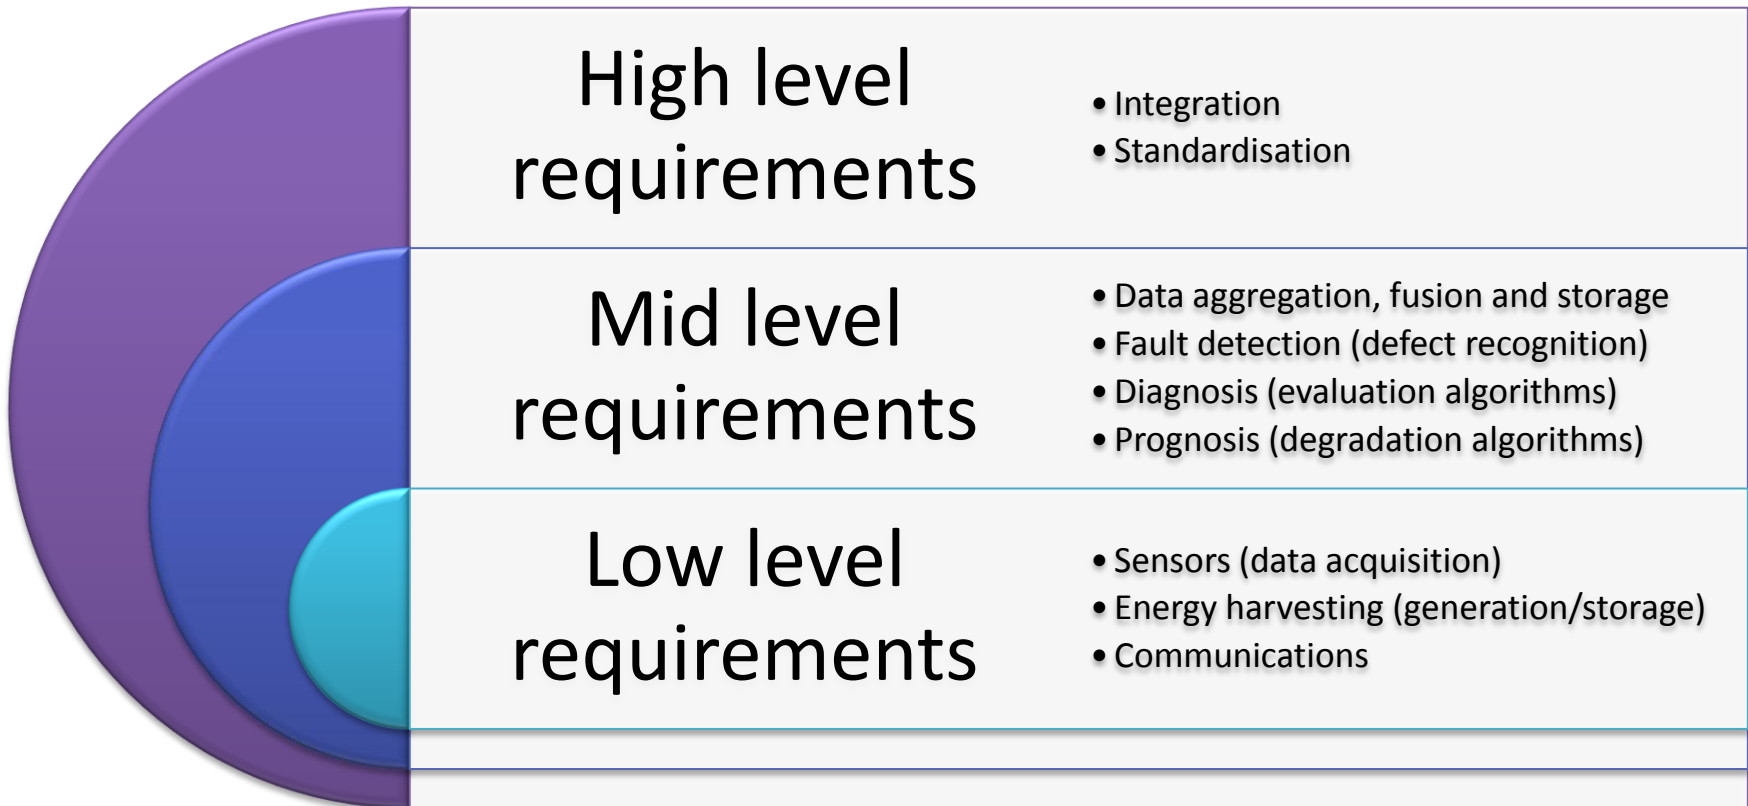 High level
requirements
• Integration
• Standardisation
Mid level
requirements
• Data aggregation, fusion and storage
• Fault detection (defect recognition)
• Diagnosis (evaluation algorithms)
• Prognosis (degradation algorithms)
Low level
requirements
• Sensors (data acquisition)
• Energy harvesting (generation/storage)
• Communications